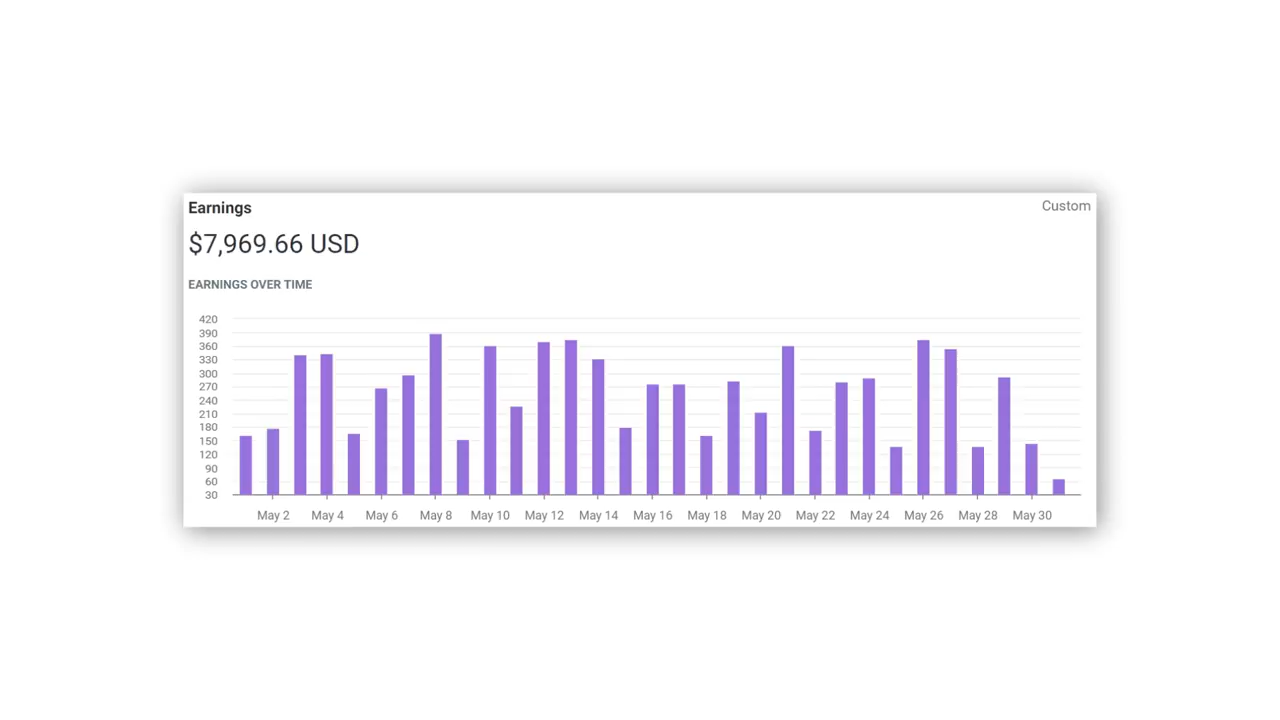 Earnings
Custom
$7,969.66 USD
EARNINGS OVER TIME
420
390
360
330
300
270
240
210
180
150
120
90
60
30
May 2 May 4 May 6 May 8 May 10 May 12 May 14 May 16 May 18 May 20 May 22 May 24 May 26 May 28 May 30